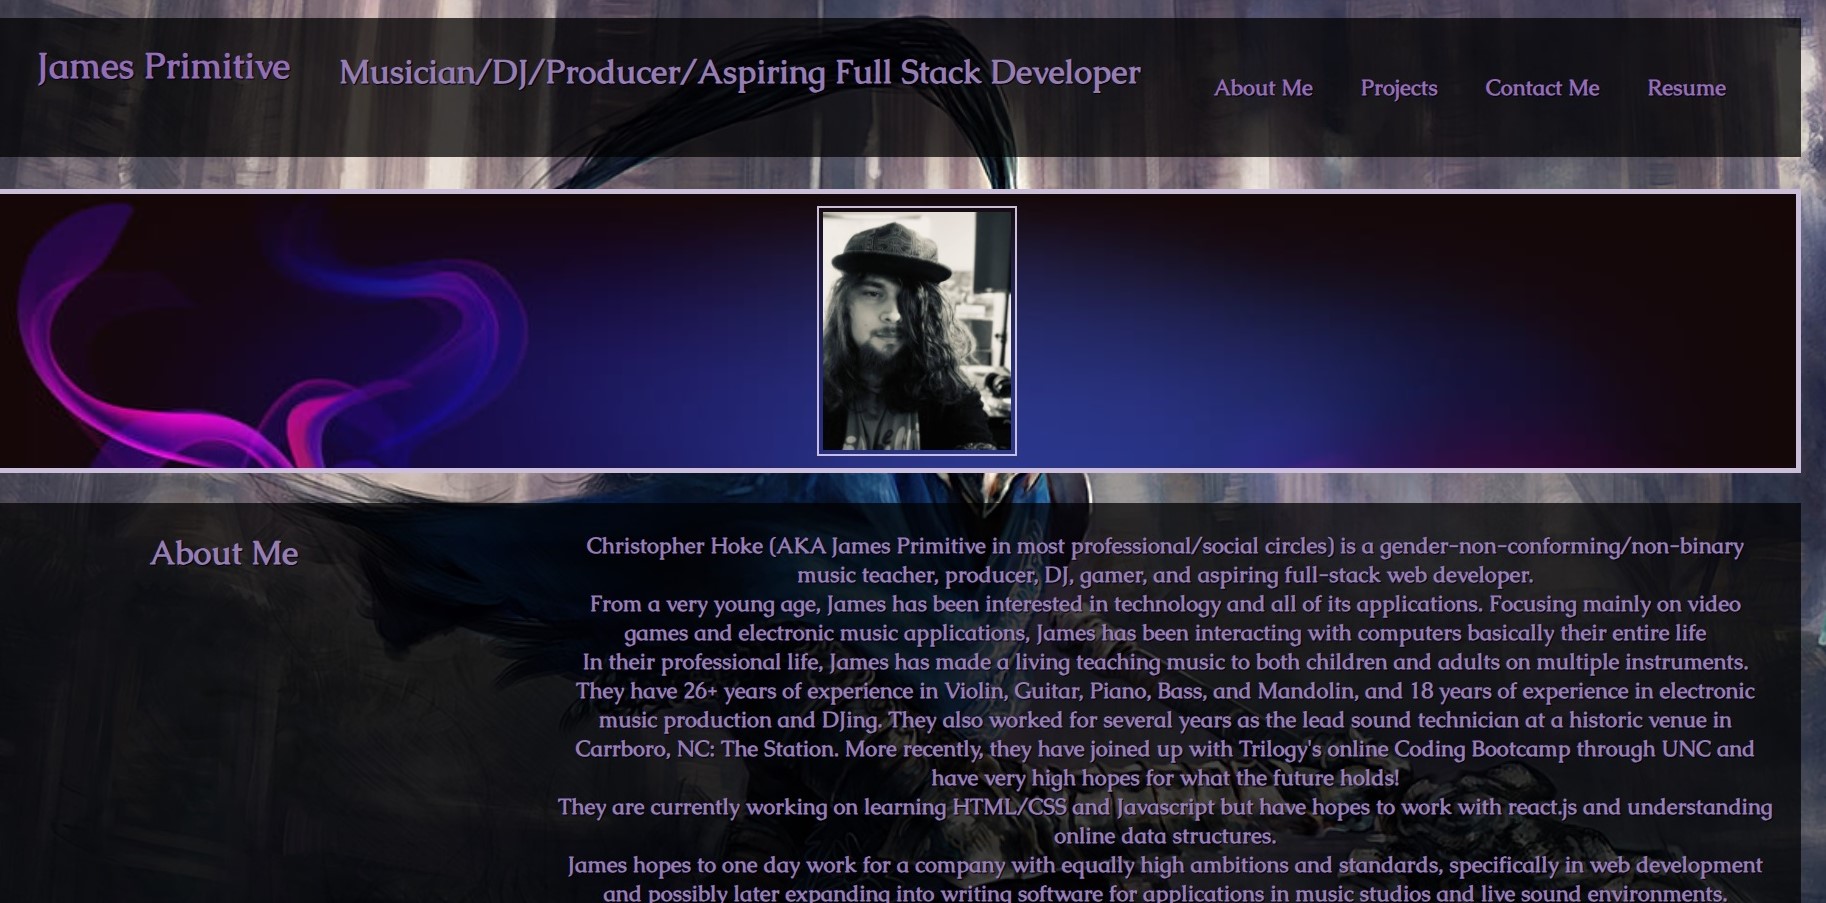 James Primitive
Musician/DJ/Producer/Aspiring Full Stack Developer
About Me
Projects
Contact Me
Resume
About Me
Christopher Hoke (AKA James Primitive in most professional/social circles) is a gender-non-conforming/non-binary
music teacher, producer, DJ, gamer, and aspiring full-stack web developer.
From a very young age, James has been interested in technology and all of its applications. Focusing mainly on video
games and electronic music applications, James has been interacting with computers basically their entire life
In their professional life, James has made a living teaching music to both children and adults on multiple instruments.
They have 26+ years of experience in Violin, Guitar, Piano, Bass, and Mandolin, and 18 years of experience in electronic
music production and DJing. They also worked for several years as the lead sound technician at a historic venue in
Carrboro, NC: The Station. More recently, they have joined up with Trilogy's online Coding Bootcamp through UNC and
have very high hopes for what the future holds!
They are currently working on learning HTML/CSS and Javascript but have hopes to work with react.js and understanding
online data structures.
James hopes to one day work for a company with equally high ambitions and standards, specifically in web development
and possibly later expanding into writing software for applications in music studios and live sound environments.